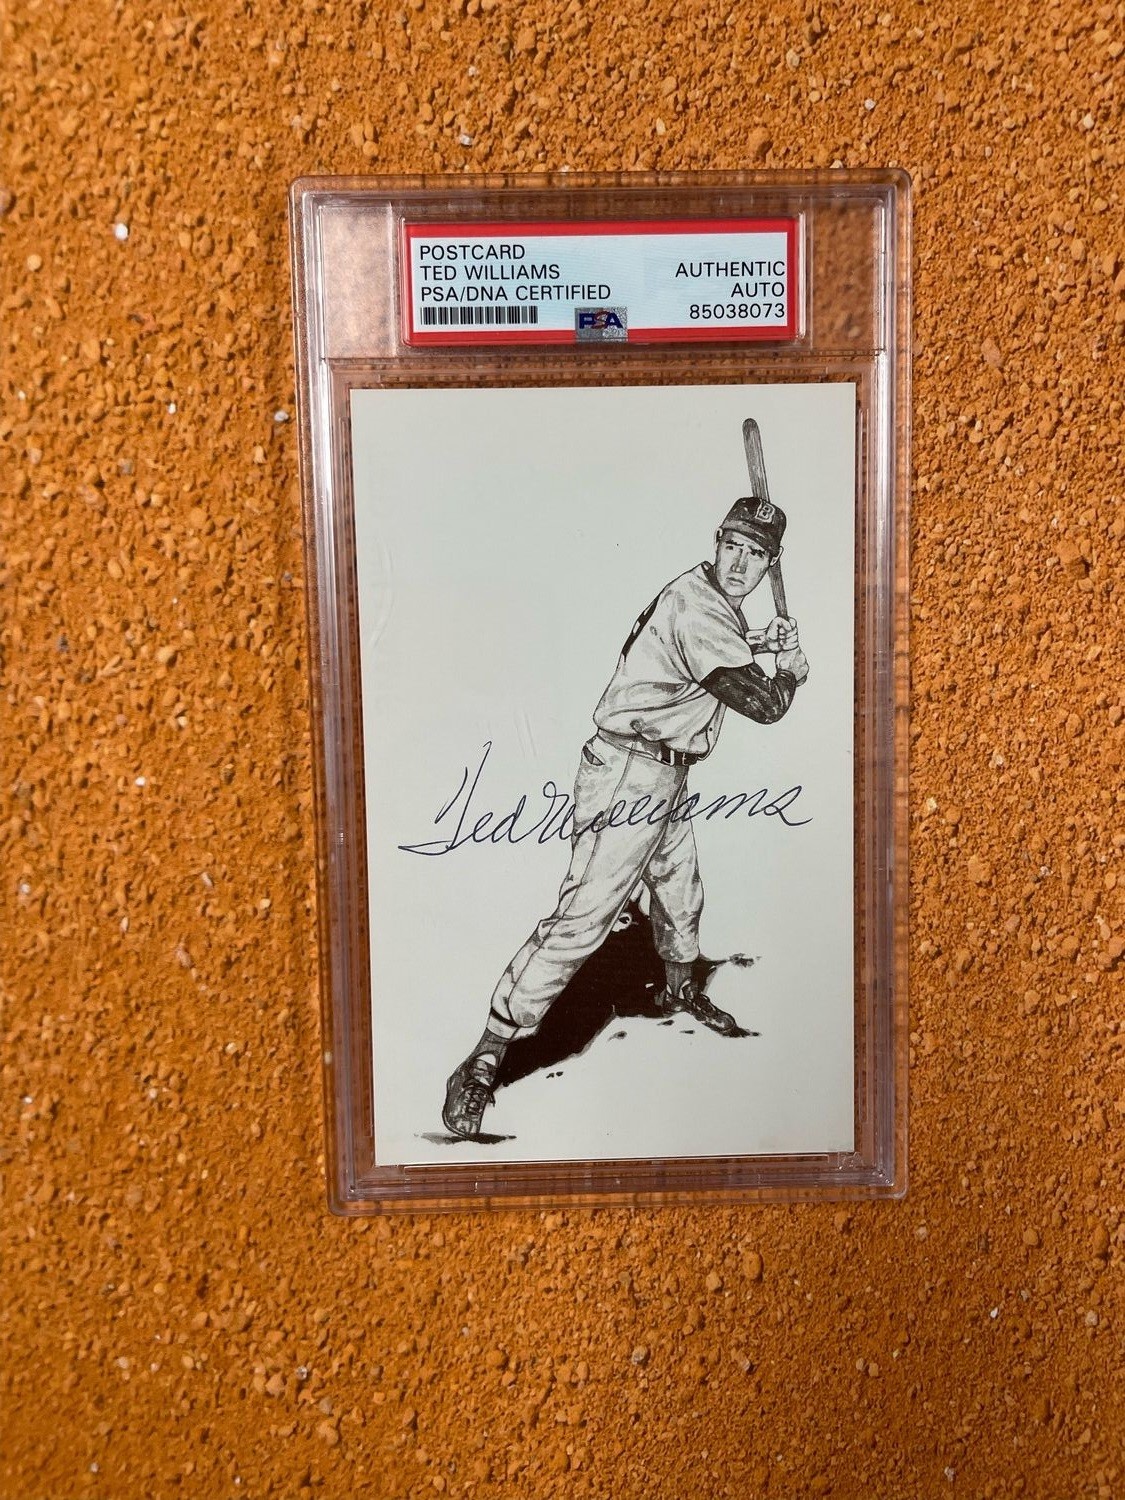 POSTCARD
TED WILLIAMS
PSA/DNA CERTIFIED
AUTHENTIC
AUTO
85038073
PSA
B
Ted Williams